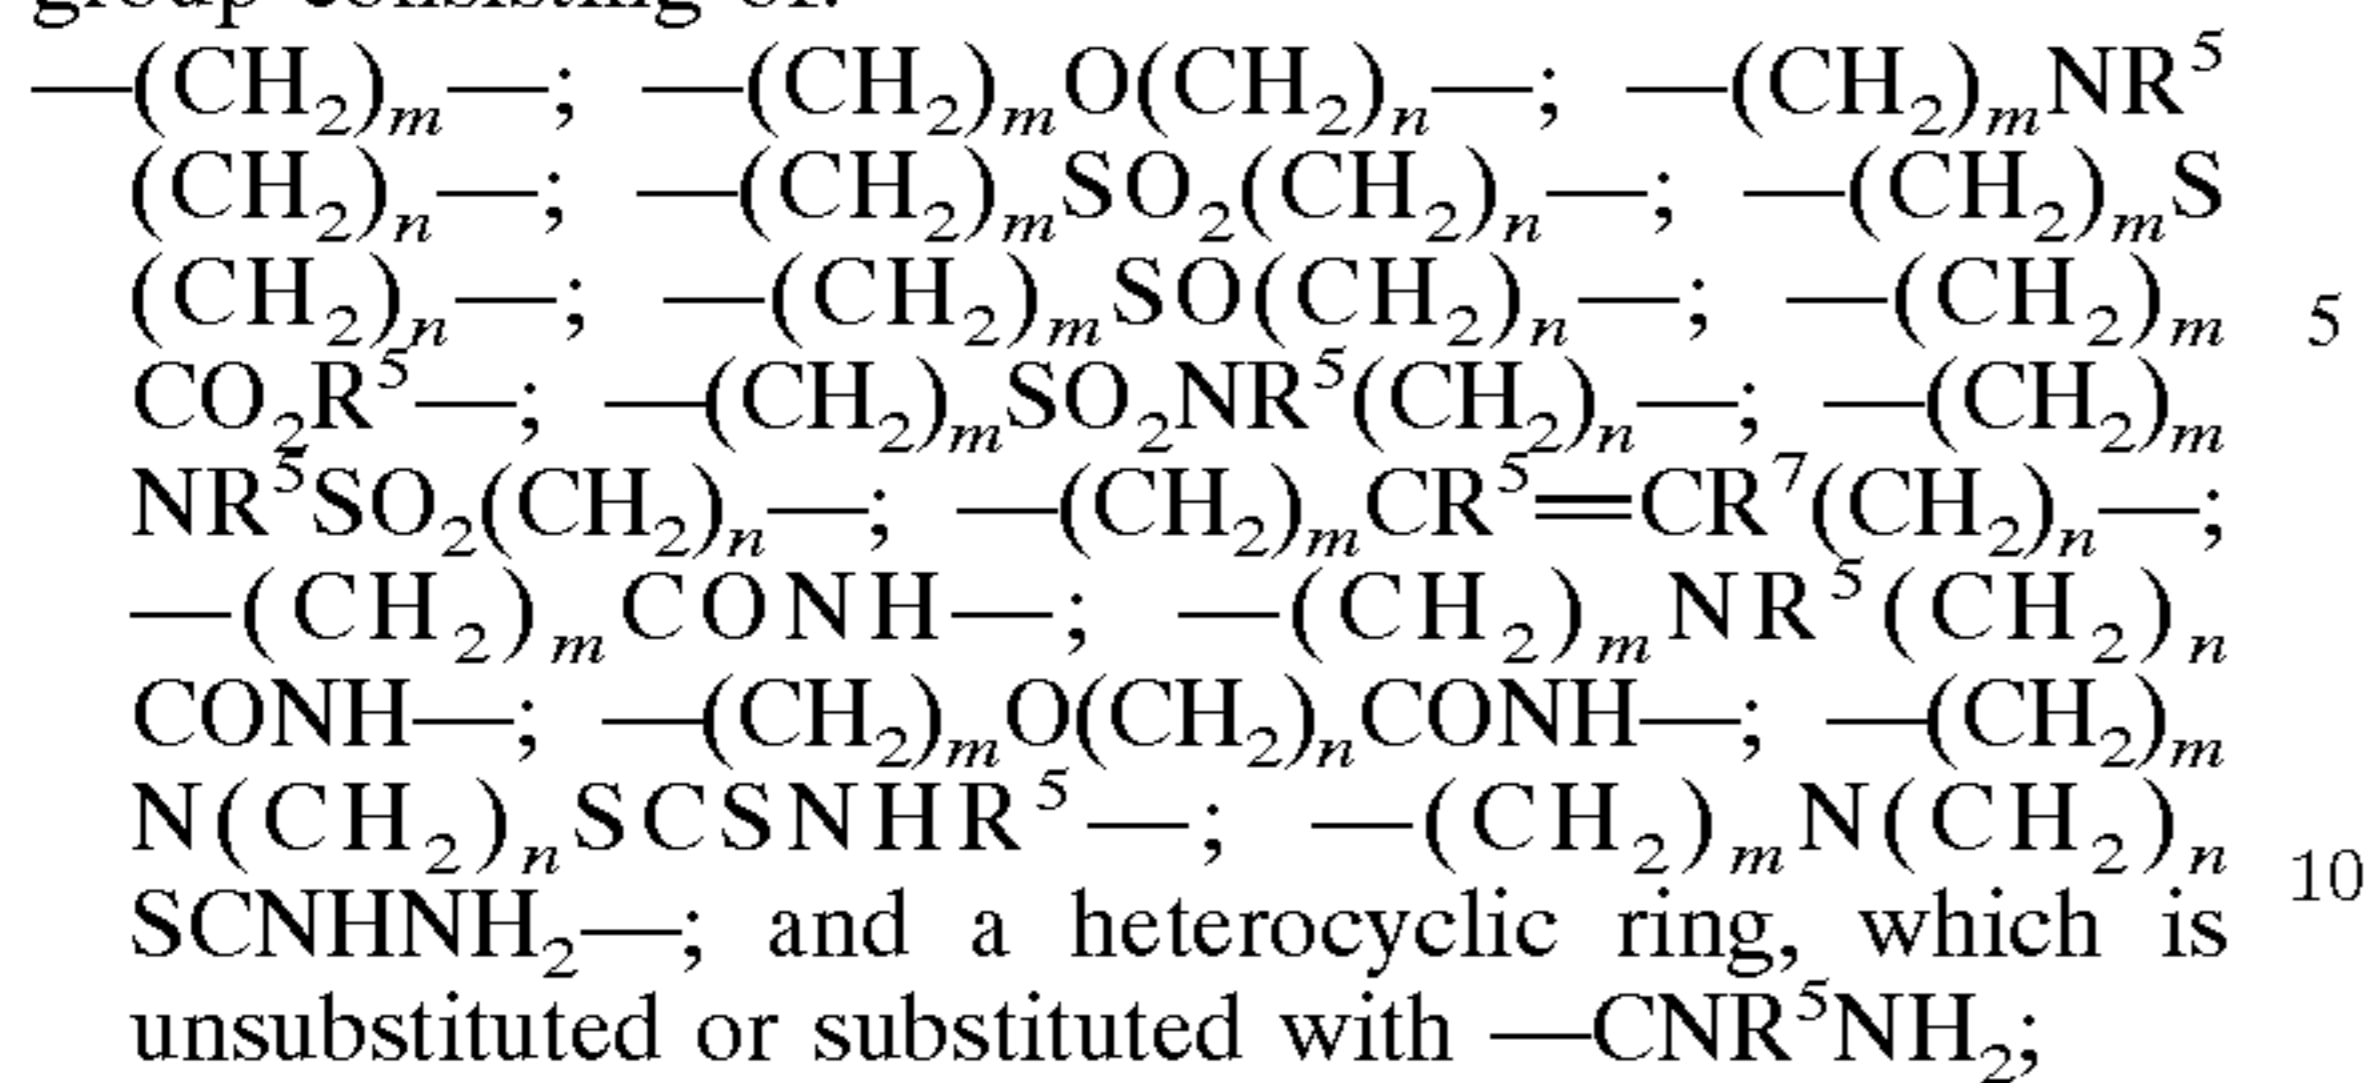 group consisting of:
—(CH₂)ₘ—; —(CH₂)ₘO(CH₂)ₙ—; —(CH₂)ₘNR⁵
(CH₂)ₙ—; —(CH₂)ₘSO₂(CH₂)ₙ—; —(CH₂)ₘS
(CH₂)ₙ—; —(CH₂)ₘSO(CH₂)ₙ—; —(CH₂)ₘ 5
CO₂R⁵—; —(CH₂)ₘSO₂NR⁵(CH₂)ₙ—; —(CH₂)ₘ
NR⁵SO₂(CH₂)ₙ—; —(CH₂)ₘCR⁵═CR⁷(CH₂)ₙ—;
—(CH₂)ₘCONH—; —(CH₂)ₘNR⁵(CH₂)ₙ
CONH—; —(CH₂)ₘO(CH₂)ₙCONH—; —(CH₂)ₘ
N(CH₂)ₙSCSNHR⁵—; —(CH₂)ₘN(CH₂)ₙ 10
SCNHNH₂—; and a heterocyclic ring, which is
unsubstituted or substituted with —CNR⁵NH₂;